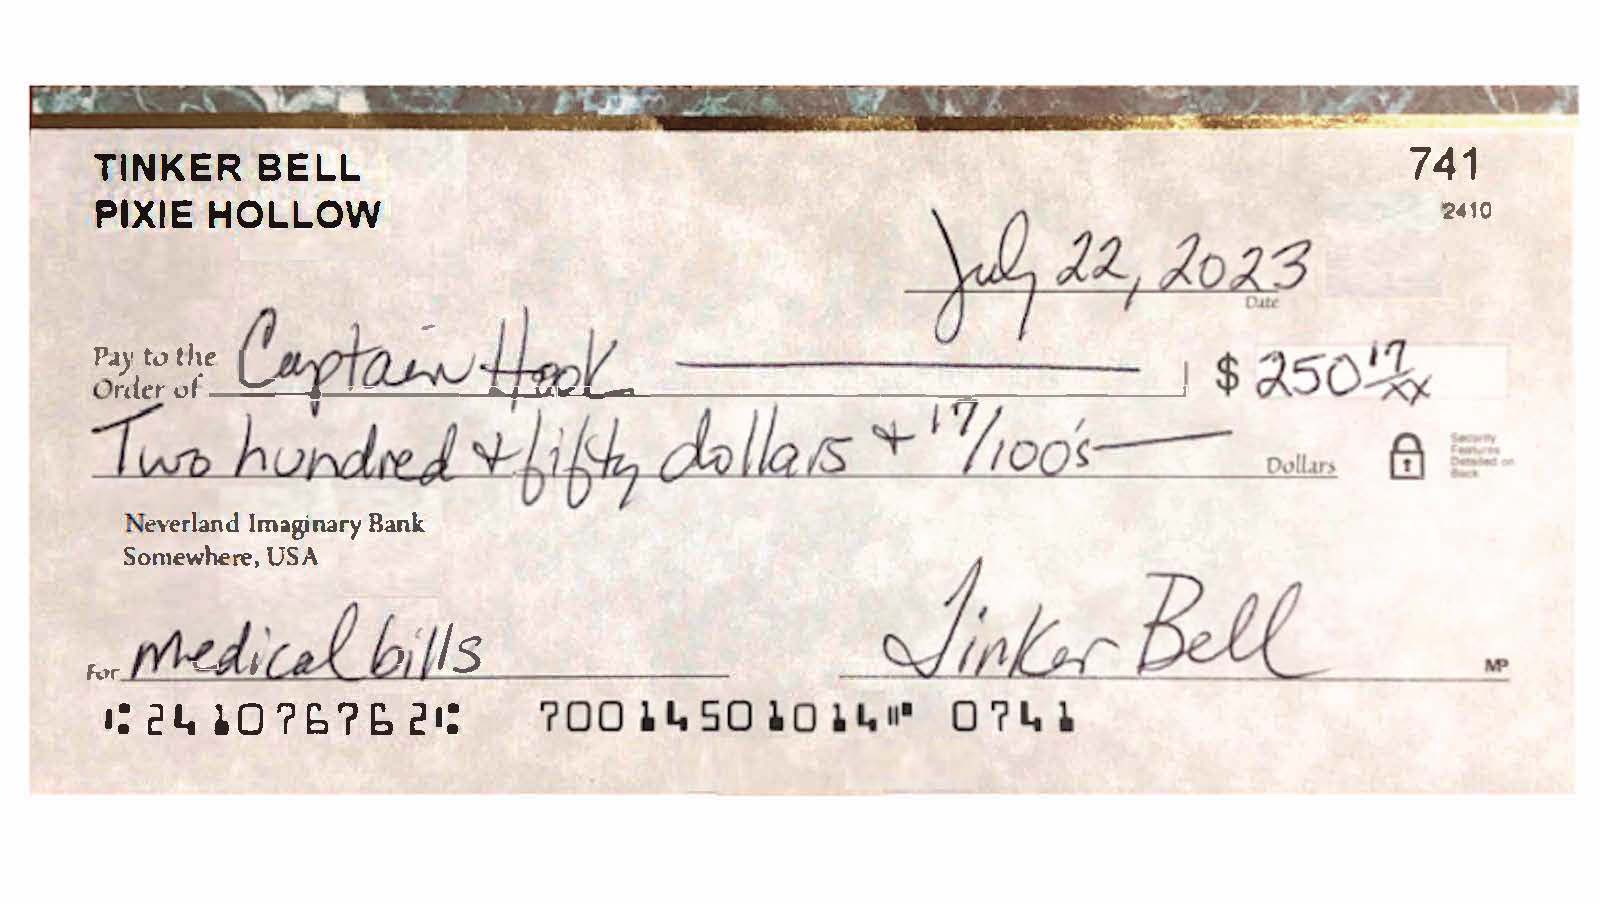 TINKER BELL
PIXIE HOLLOW
741
2410
July 22, 2023
Date
Pay to the
Order of Captain Hook $ 250 17/xx
Two hundred & fifty dollars + 17/100's Dollars
Security
Features
Detailed on
Back
Neverland Imaginary Bank
Somewhere, USA
For medical bills Tinker Bell MP
⑆241076762⑆ 70014501014⑈ 0741